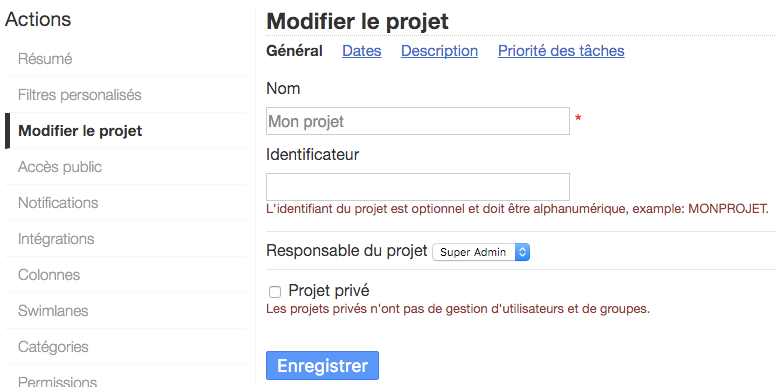 Actions
Résumé
Filtres personalisés
Modifier le projet
Accès public
Notifications
Intégrations
Colonnes
Swimlanes
Catégories
Permissions
Modifier le projet
Général Dates Description Priorité des tâches
Nom
Mon projet *
Identificateur
L'identifiant du projet est optionnel et doit être alphanumérique, example: MONPROJET.
Responsable du projet Super Admin
Projet privé
Les projets privés n'ont pas de gestion d'utilisateurs et de groupes.
Enregistrer